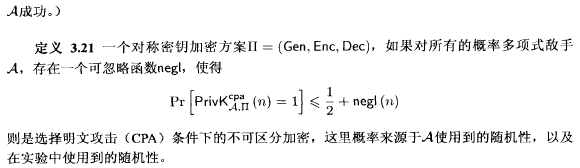 𝒜成功。）
定义 3.21 一个对称密钥加密方案Π = (Gen, Enc, Dec)，如果对所有的概率多项式敌手
𝒜，存在一个可忽略函数negl，使得
Pr [PrivK^cpa_𝒜,Π (n) = 1] ⩽ 1/2 + negl (n)
则是选择明文攻击（CPA）条件下的不可区分加密，这里概率来源于𝒜使用到的随机性，以及
在实验中使用到的随机性。